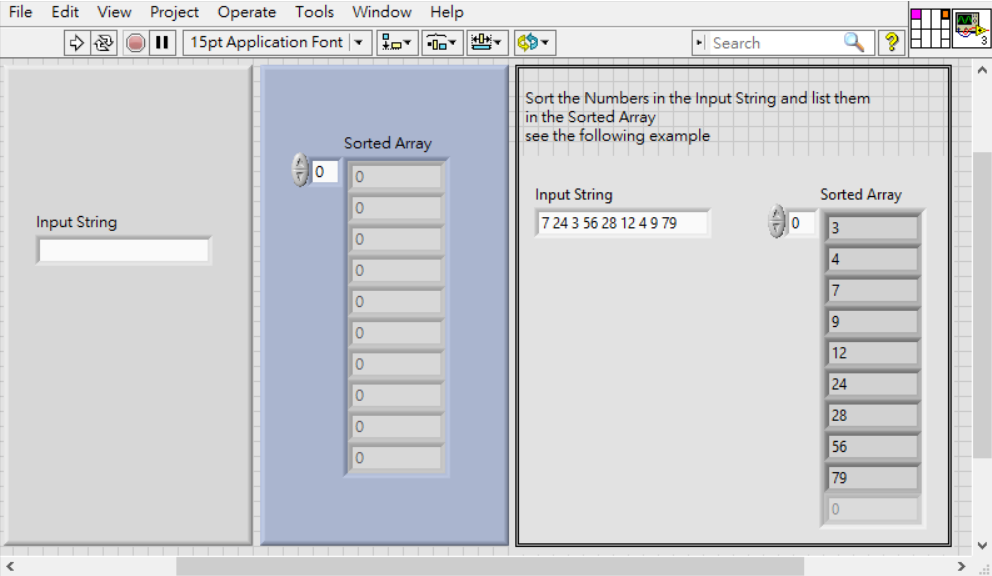 File Edit View Project Operate Tools Window Help
15pt Application Font Search ? 3
Sort the Numbers in the Input String and list them
in the Sorted Array
see the following example
Input String
Sorted Array
0
0
0
0
0
0
0
0
0
0
0
Input String
7 24 3 56 28 12 4 9 79
Sorted Array
0
3
4
7
9
12
24
28
56
79
0